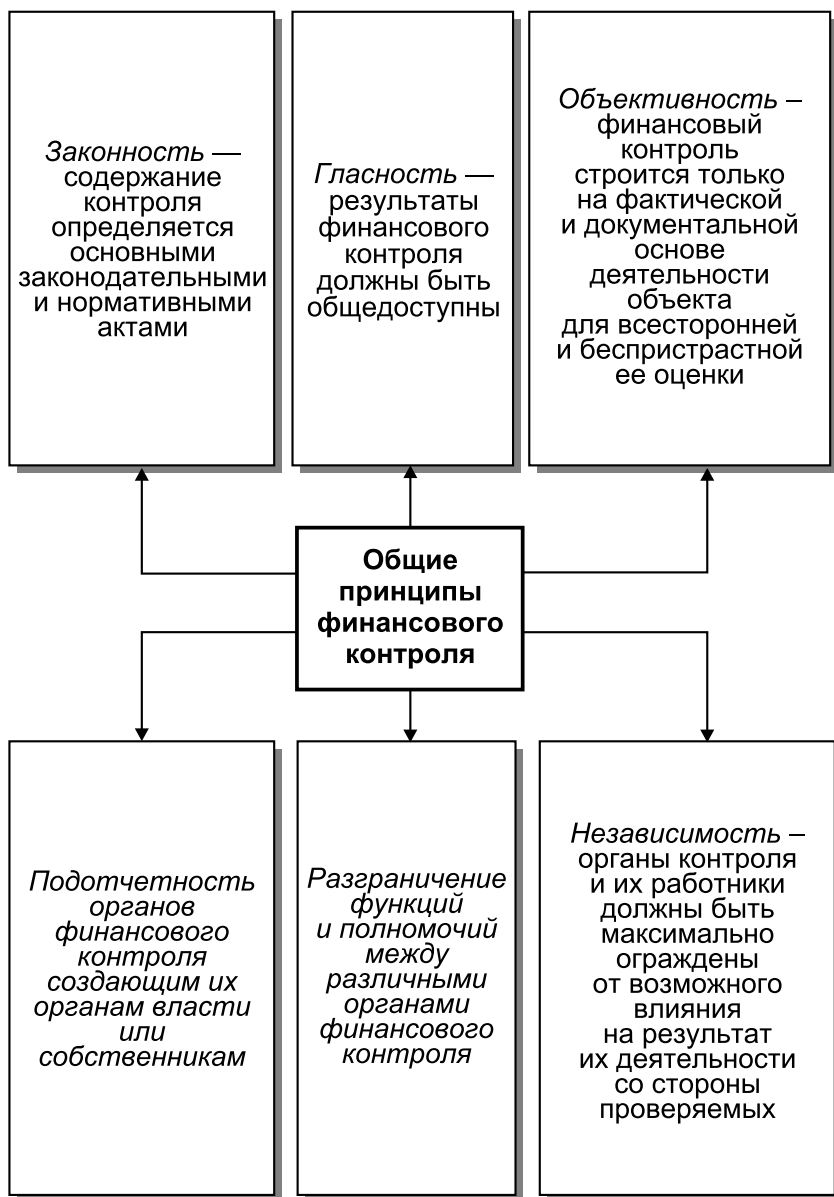 Законность —
содержание
контроля
определяется
основными
законодательными
и нормативными
актами
Гласность —
результаты
финансового
контроля
должны быть
общедоступны
Объективность –
финансовый
контроль
строится только
на фактической
и документальной
основе
деятельности
объекта
для всесторонней
и беспристрастной
ее оценки
Общие
принципы
финансового
контроля
Подотчетность
органов
финансового
контроля
создающим их
органам власти
или
собственникам
Разграничение
функций
и полномочий
между
различными
органами
финансового
контроля
Независимость –
органы контроля
и их работники
должны быть
максимально
ограждены
от возможного
влияния
на результат
их деятельности
со стороны
проверяемых